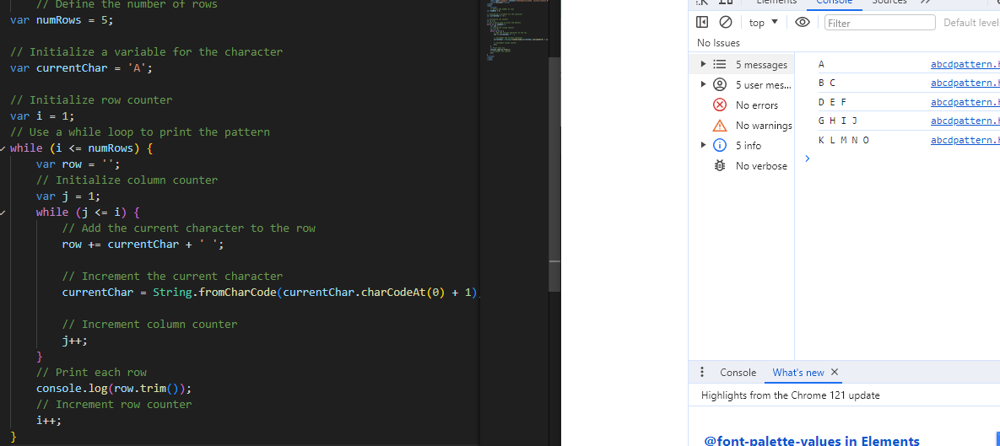 // Define the number of rows
var numRows = 5;
// Initialize a variable for the character
var currentChar = 'A';
// Initialize row counter
var i = 1;
// Use a while loop to print the pattern
while (i <= numRows) {
var row = '';
// Initialize column counter
var j = 1;
while (j <= i) {
// Add the current character to the row
row += currentChar + ' ';
// Increment the current character
currentChar = String.fromCharCode(currentChar.charCodeAt(0) + 1)
// Increment column counter
j++;
}
// Print each row
console.log(row.trim());
// Increment row counter
i++;
}
Elements Console Sources
top Filter Default level
No Issues
5 messages
5 user mes...
No errors
No warnings
5 info
No verbose
A abcdpattern.h
B C abcdpattern.h
D E F abcdpattern.h
G H I J abcdpattern.h
K L M N O abcdpattern.h
Console What's new
Highlights from the Chrome 121 update
@font-palette-values in Elements